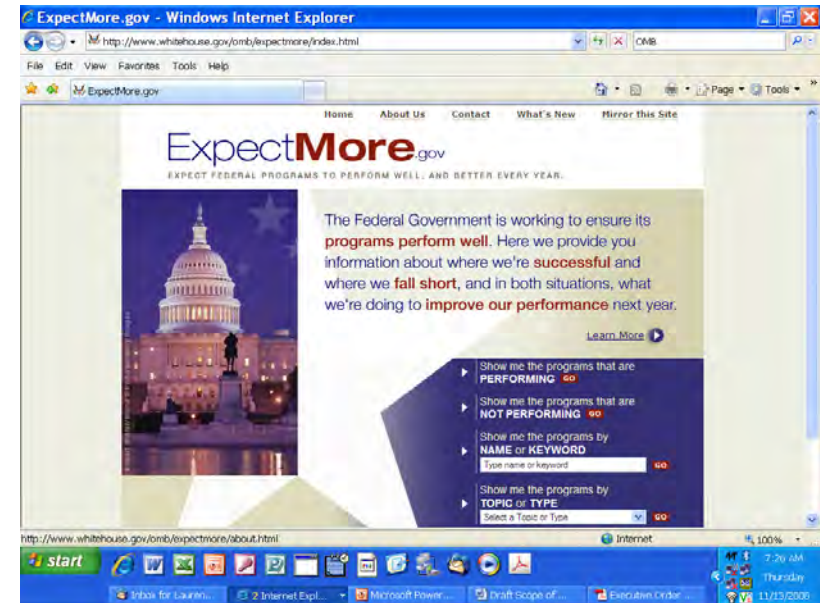 ExpectMore.gov - Windows Internet Explorer
http://www.whitehouse.gov/omb/expectmore/index.html
OMB
File Edit View Favorites Tools Help
ExpectMore.gov
Page Tools
Home About Us Contact What's New Mirror this Site
ExpectMore.gov
EXPECT FEDERAL PROGRAMS TO PERFORM WELL, AND BETTER EVERY YEAR.
The Federal Government is working to ensure its
programs perform well. Here we provide you
information about where we're successful and
where we fall short, and in both situations, what
we're doing to improve our performance next year.
Learn More
Show me the programs that are
PERFORMING GO
Show me the programs that are
NOT PERFORMING GO
Show me the programs by
NAME or KEYWORD
Type name or keyword GO
Show me the programs by
TOPIC or TYPE
Select a Topic or Type GO
http://www.whitehouse.gov/omb/expectmore/about.html
Internet
100%
start
7:26 AM
Thursday
Inbox for Lauren... 2 Internet Expl... Microsoft Power... Draft Scope of ... Executive Order ...